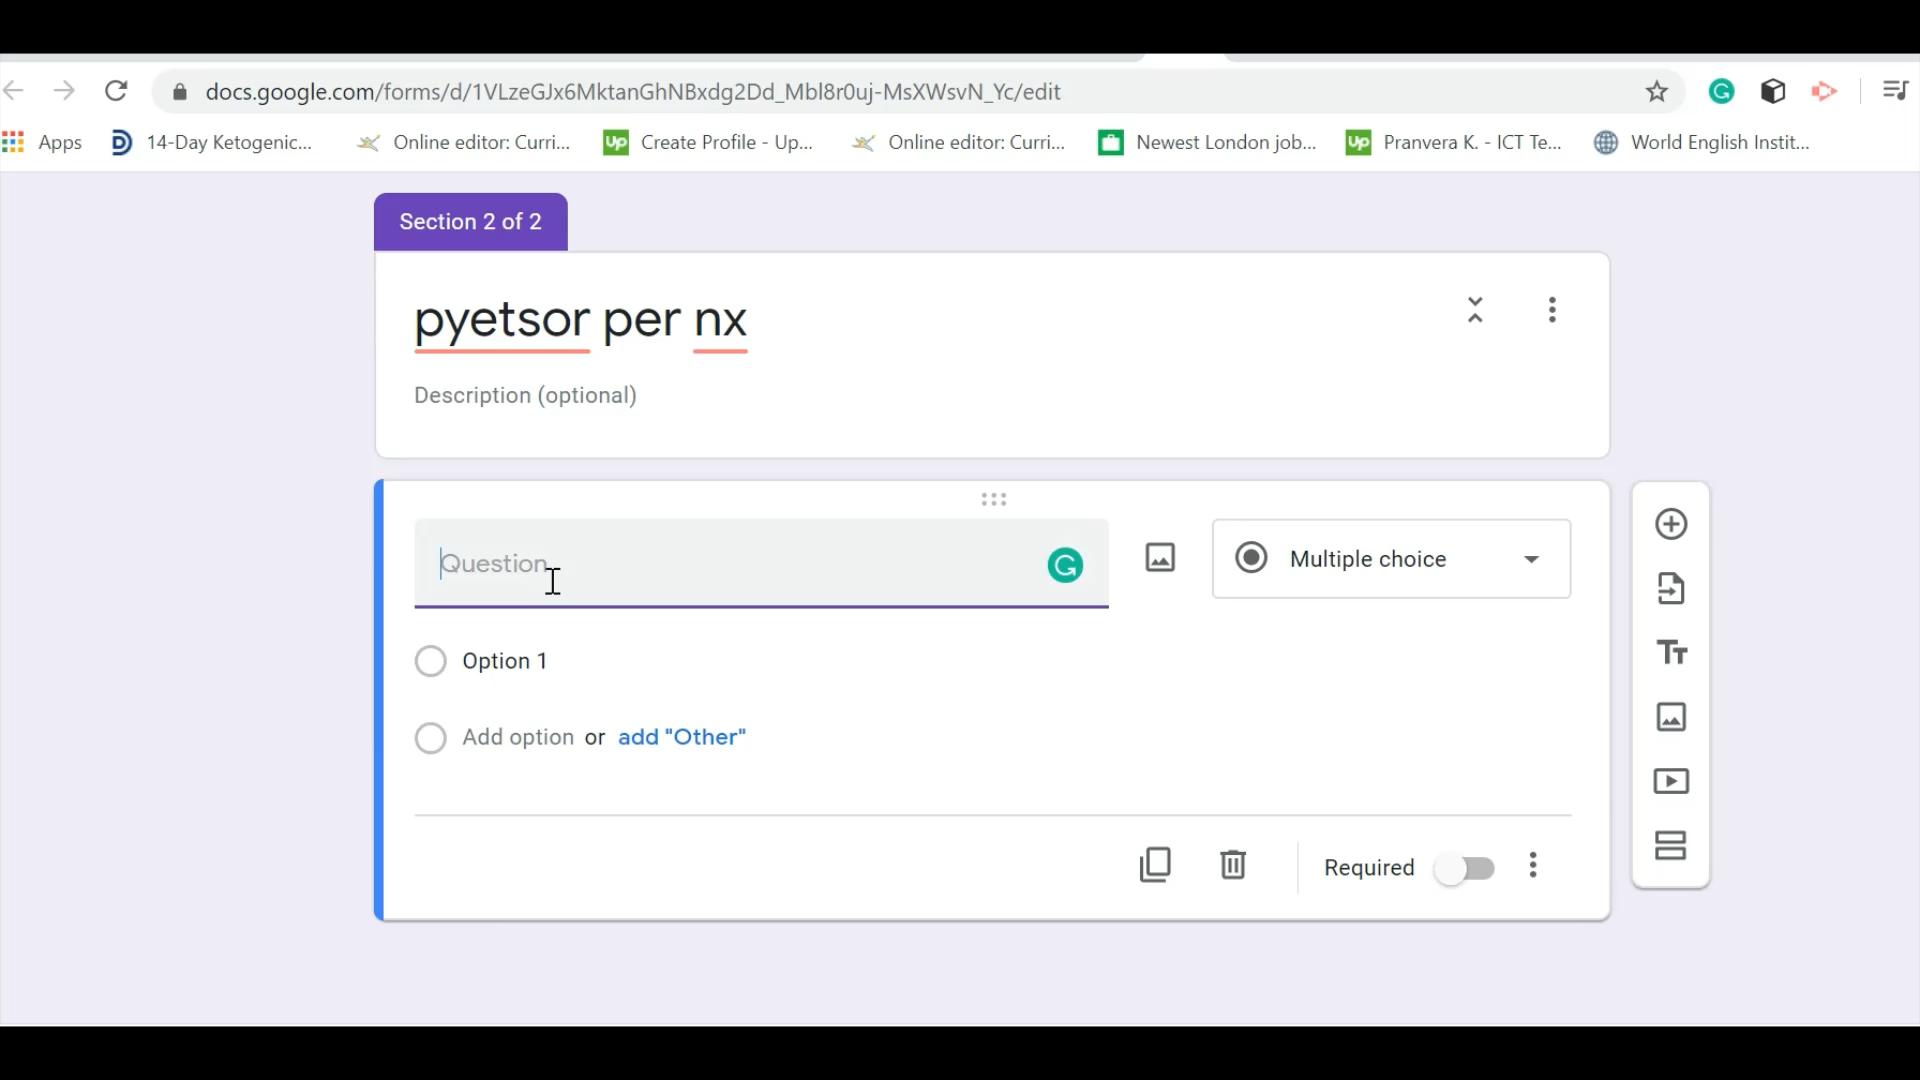 docs.google.com/forms/d/1VLzeGJx6MktanGhNBxdg2Dd_Mbl8r0uj-MsXWsvN_Yc/edit
Apps 14-Day Ketogenic... Online editor: Curri... Up Create Profile - Up... Online editor: Curri... Newest London job... Up Pranvera K. - ICT Te... World English Instit...
Section 2 of 2
pyetsor per nx
Description (optional)
Question
Multiple choice
Option 1
Add option or add "Other"
Required